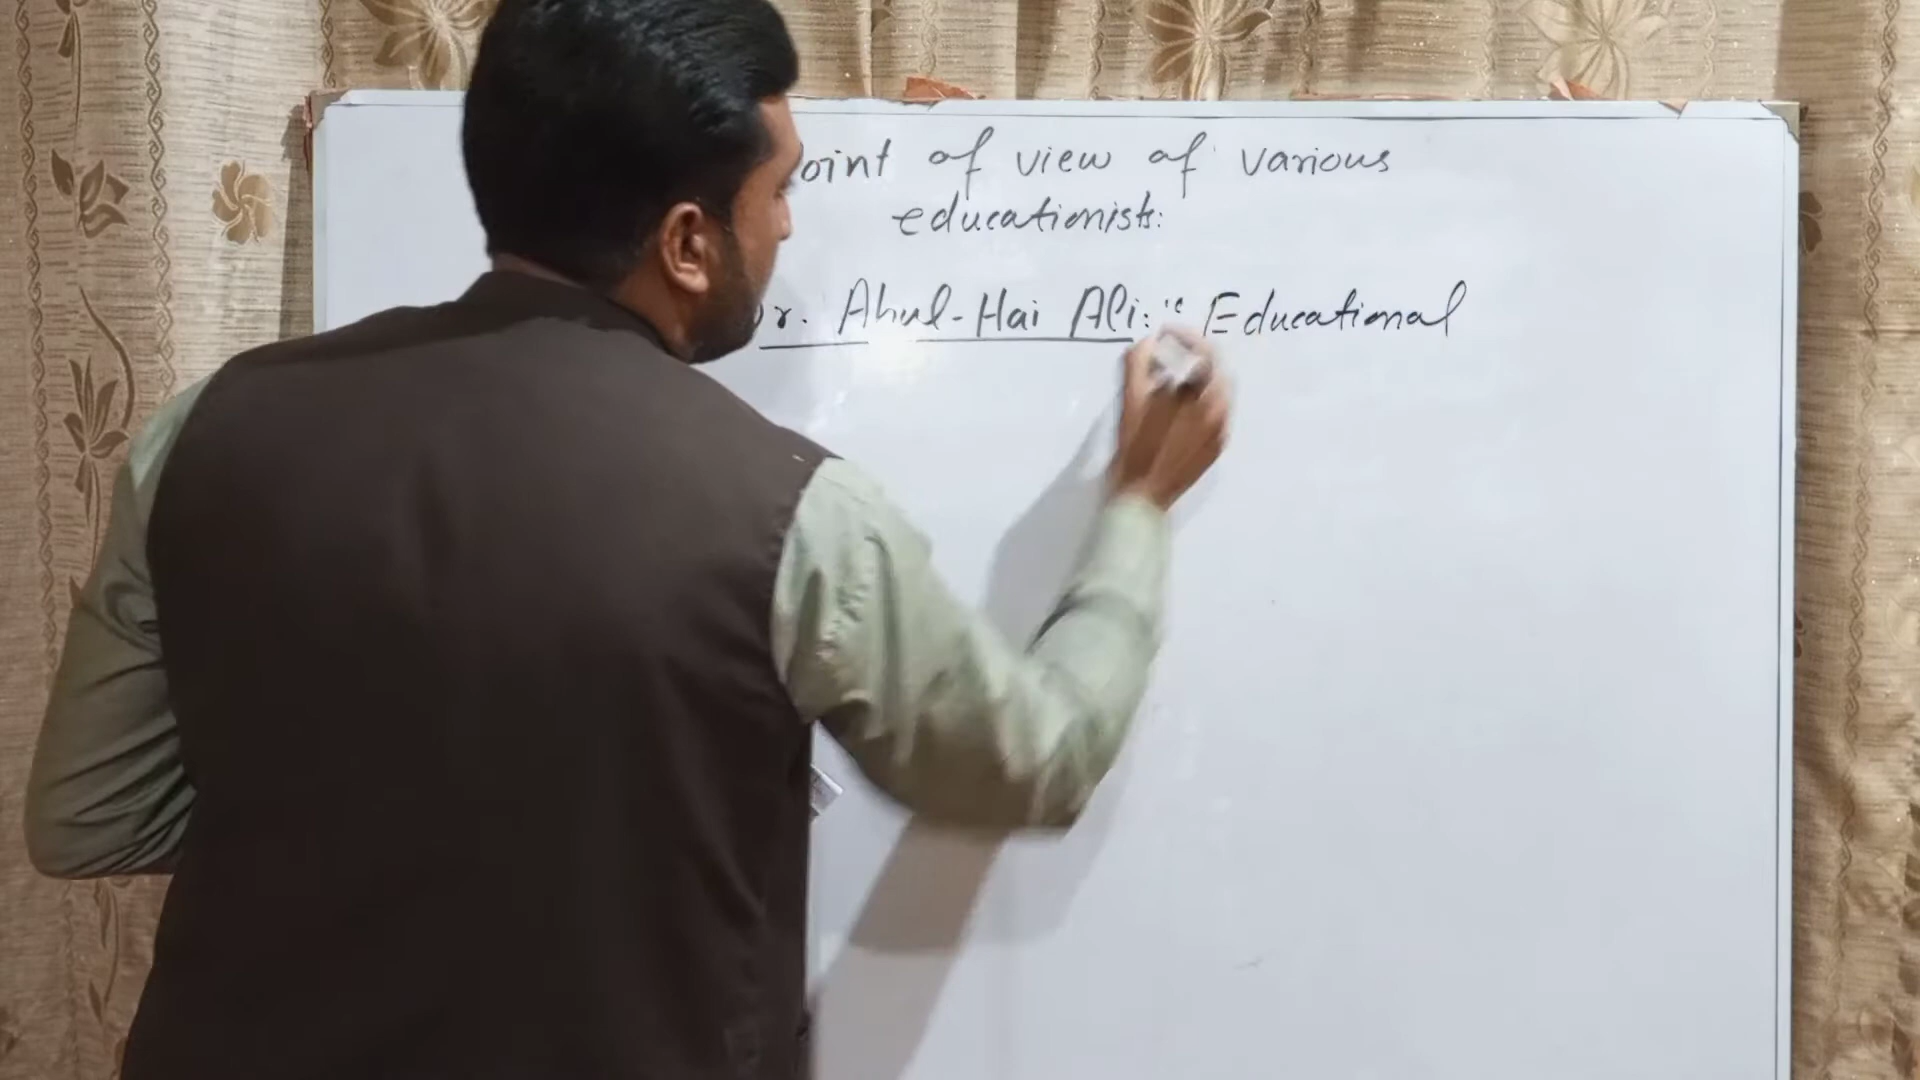 oint of view of various
educationists:
r. Abul-Hai Ali: "Educational